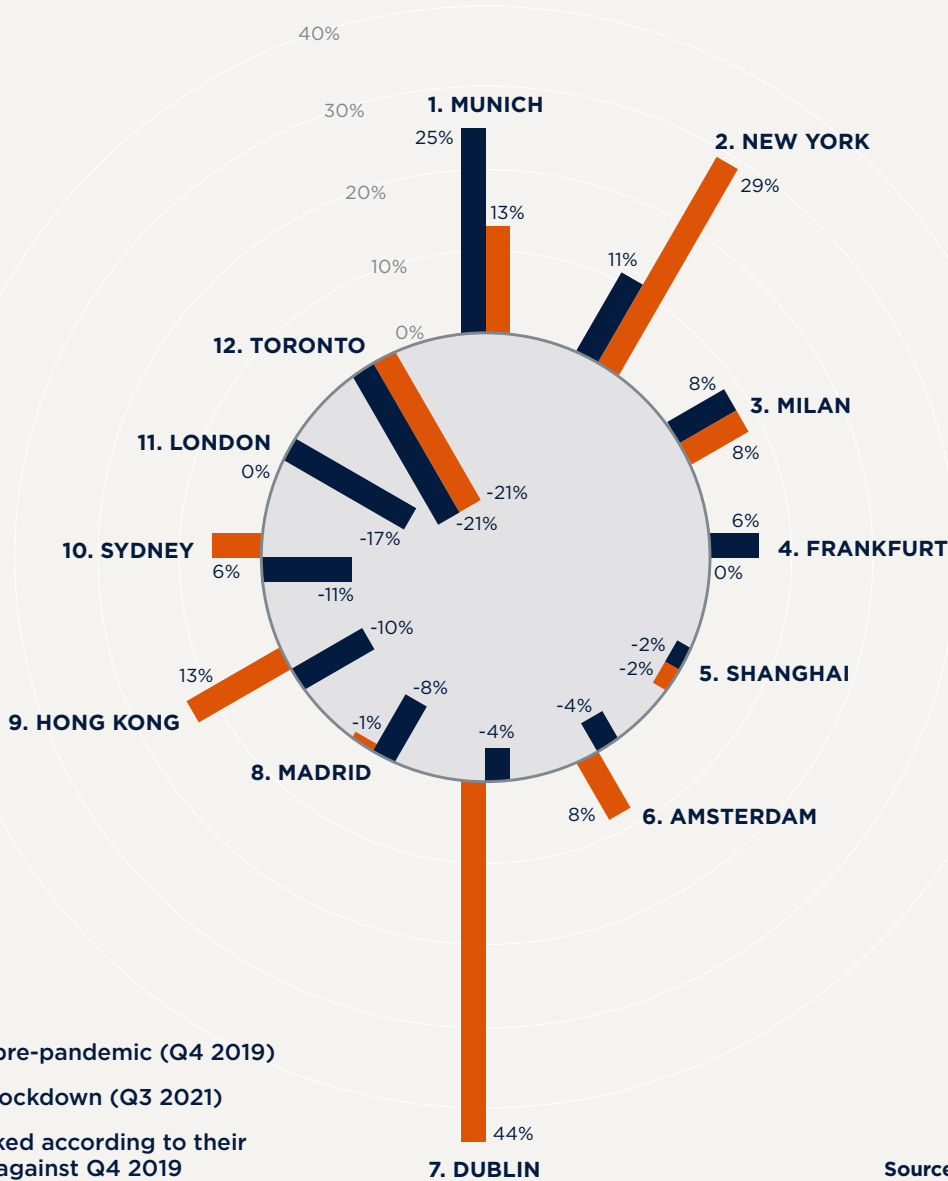 40%
30%
20%
10%
0%
1. MUNICH
25%
13%
2. NEW YORK
29%
11%
8%
3. MILAN
8%
6%
4. FRANKFURT
0%
-2%
-2%
5. SHANGHAI
-4%
8%
6. AMSTERDAM
-4%
44%
7. DUBLIN
-8%
-1%
8. MADRID
-10%
13%
9. HONG KONG
10. SYDNEY
6%
-11%
11. LONDON
0%
-17%
12. TORONTO
-21%
-21%
pre-pandemic (Q4 2019)
(Q3 2021)
according to their
against Q4 2019